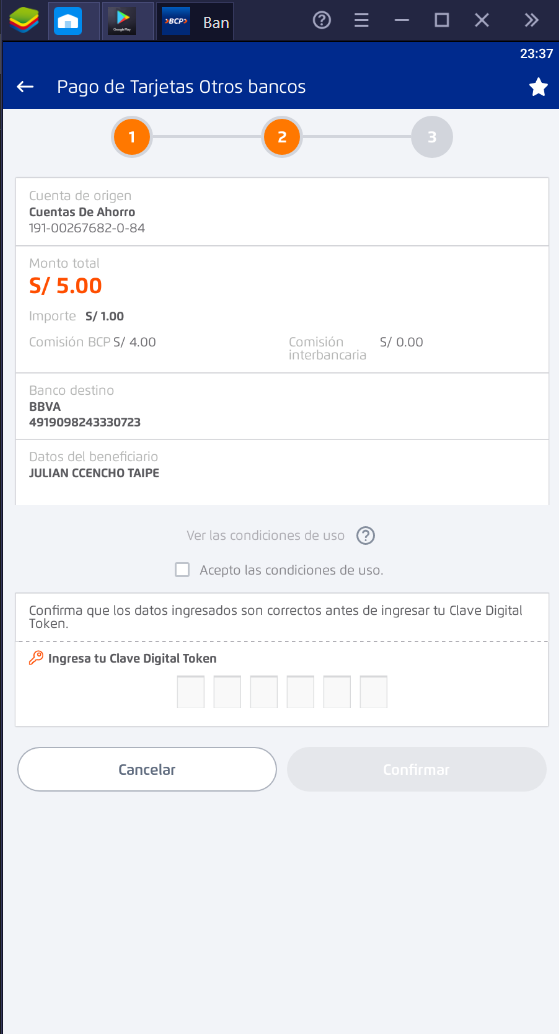 BCP Ban
23:37
Pago de Tarjetas Otros bancos
1 2 3
Cuenta de origen
Cuentas De Ahorro
191-00267682-0-84
Monto total
S/ 5.00
Importe S/ 1.00
Comisión BCP S/ 4.00
Comisión interbancaria S/ 0.00
Banco destino
BBVA
4919098243330723
Datos del beneficiario
JULIAN CCENCHO TAIPE
Ver las condiciones de uso ?
Acepto las condiciones de uso.
Confirma que los datos ingresados son correctos antes de ingresar tu Clave Digital
Token.
Ingresa tu Clave Digital Token
Cancelar Confirmar